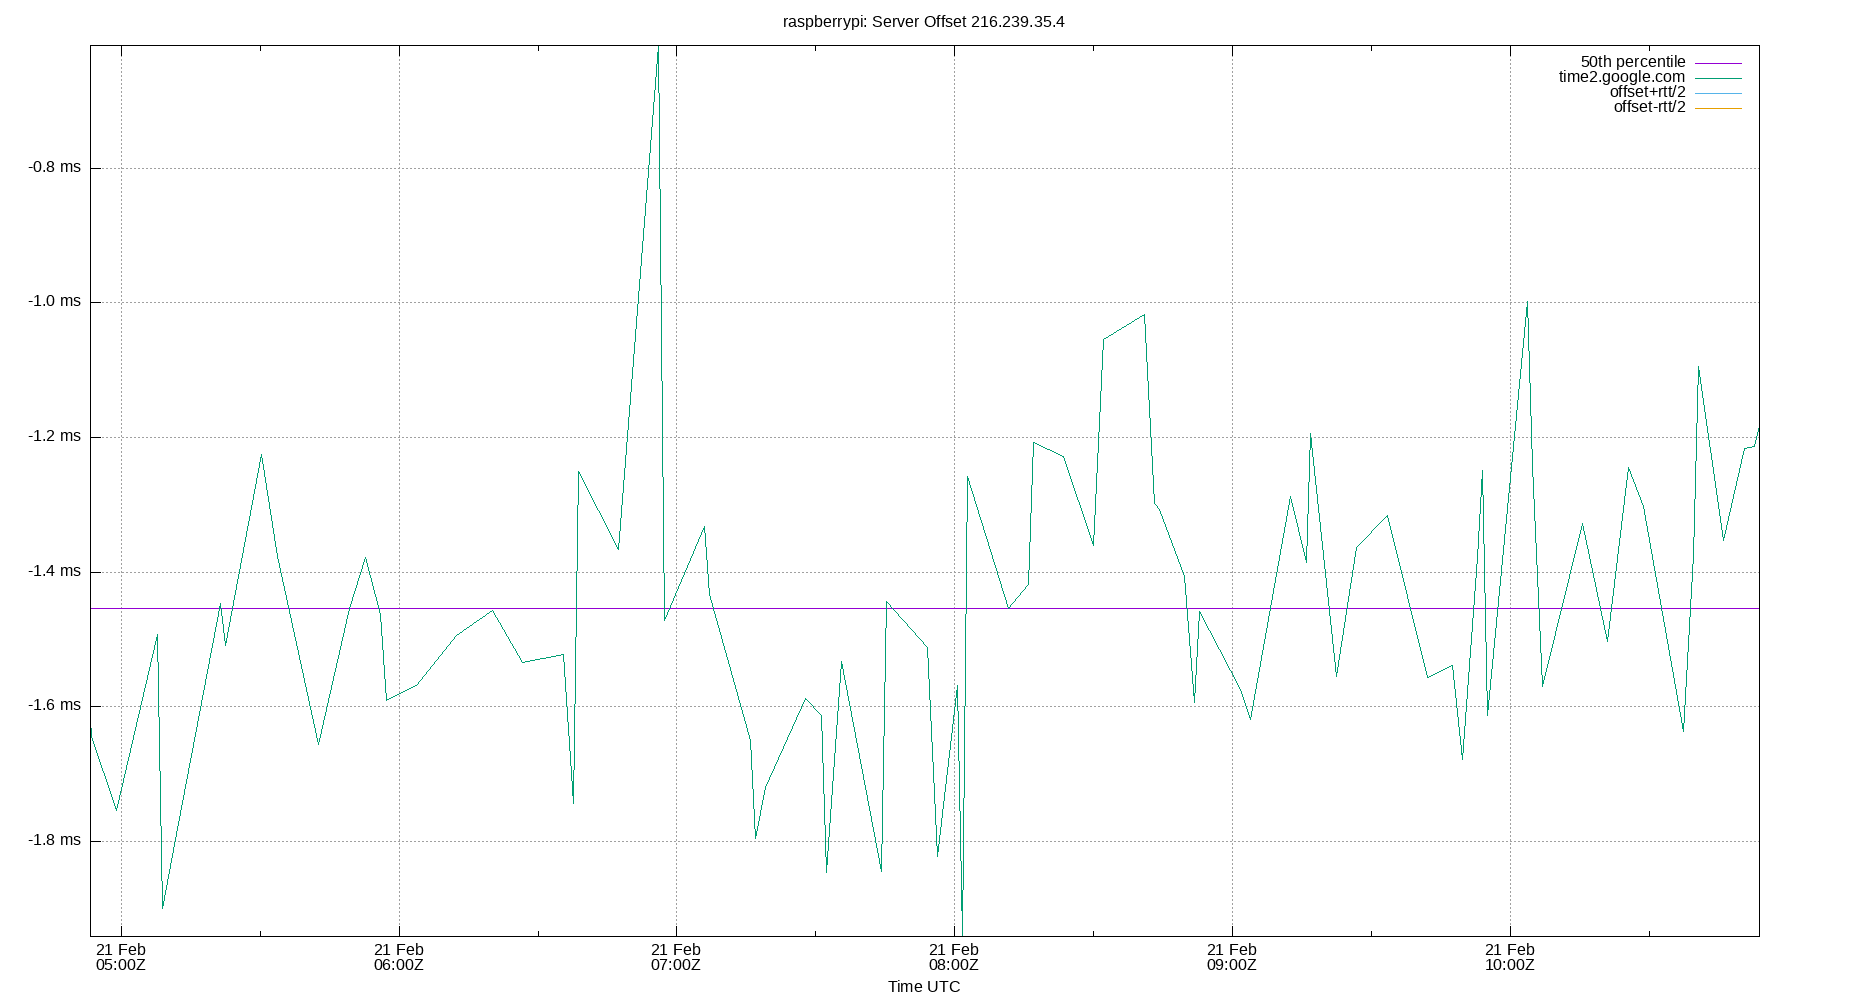 raspberrypi: Server Offset 216.239.35.4
50th percentile
time2.google.com
offset+rtt/2
offset-rtt/2
-0.8 ms
-1.0 ms
-1.2 ms
-1.4 ms
-1.6 ms
-1.8 ms
21 Feb 21 Feb 21 Feb 21 Feb 21 Feb 21 Feb
05:00Z 06:00Z 07:00Z 08:00Z 09:00Z 10:00Z
Time UTC